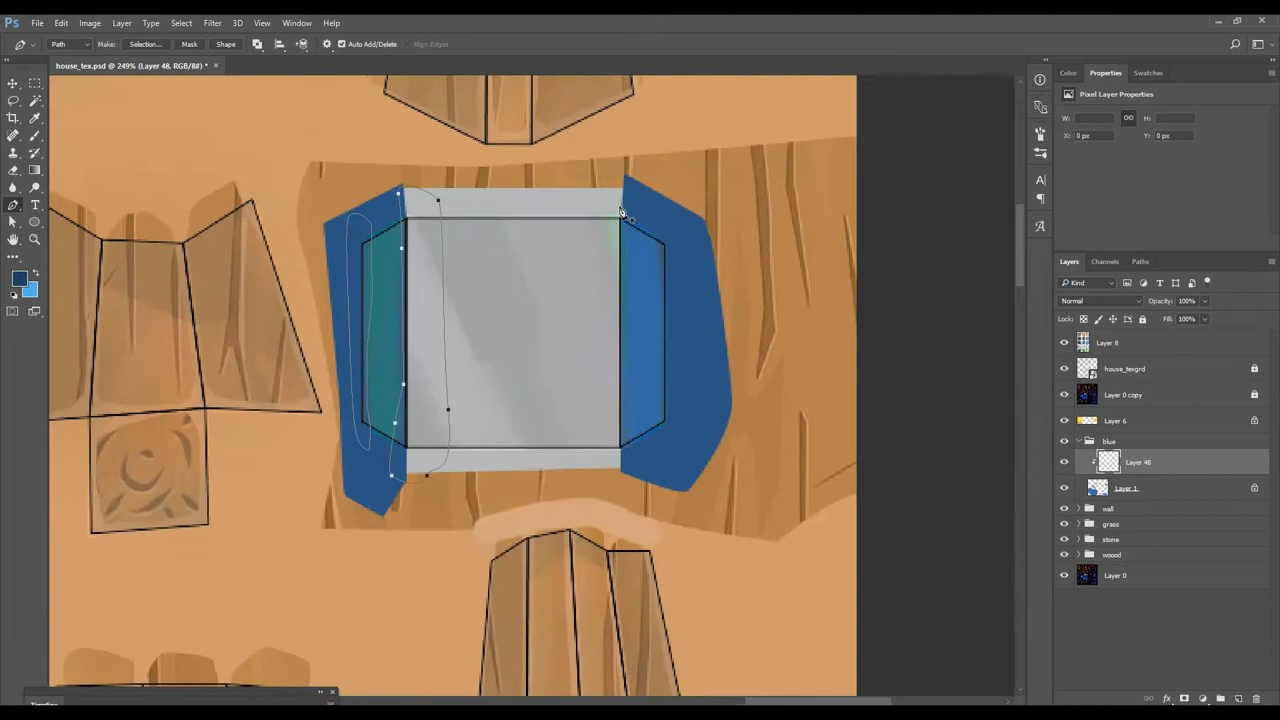 Ps File Edit Image Layer Type Select Filter 3D View Window Help
Path Make: Selection... Mask Shape Auto Add/Delete Align Edges
house_tex.psd @ 249% (Layer 48, RGB/8#) * ×
Color Properties Swatches
Pixel Layer Properties
W: H:
X: 0 px Y: 0 px
Layers Channels Paths
Kind
Normal Opacity: 100%
Lock: Fill: 100%
Layer 8
house_texgrd
Layer 0 copy
Layer 6
blue
Layer 48
Layer 1
wall
grass
stone
woood
Layer 0
Timeline